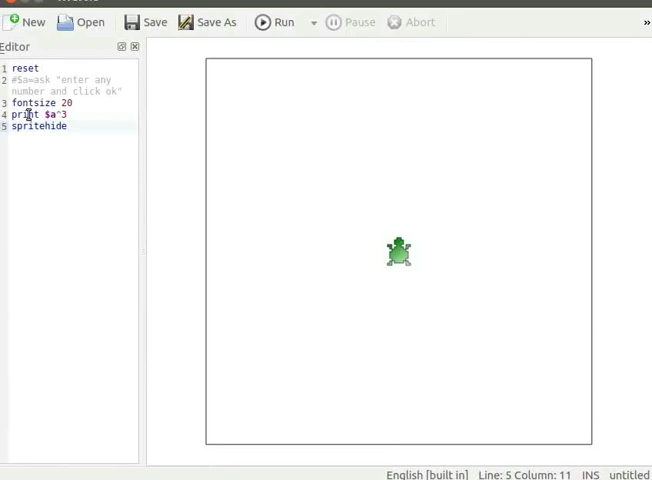 New Open Save Save As Run Pause Abort »
Editor
1 reset
2 #$a=ask "enter any
number and click ok"
3 fontsize 20
4 print $a^3
5 spritehide
English [built in] Line: 5 Column: 11 INS untitled